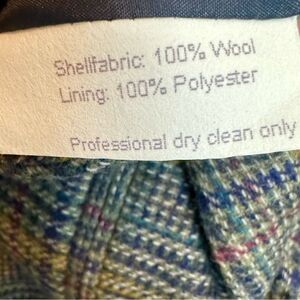 Shellfabric: 100% Wool
Lining: 100% Polyester
Professional dry clean only